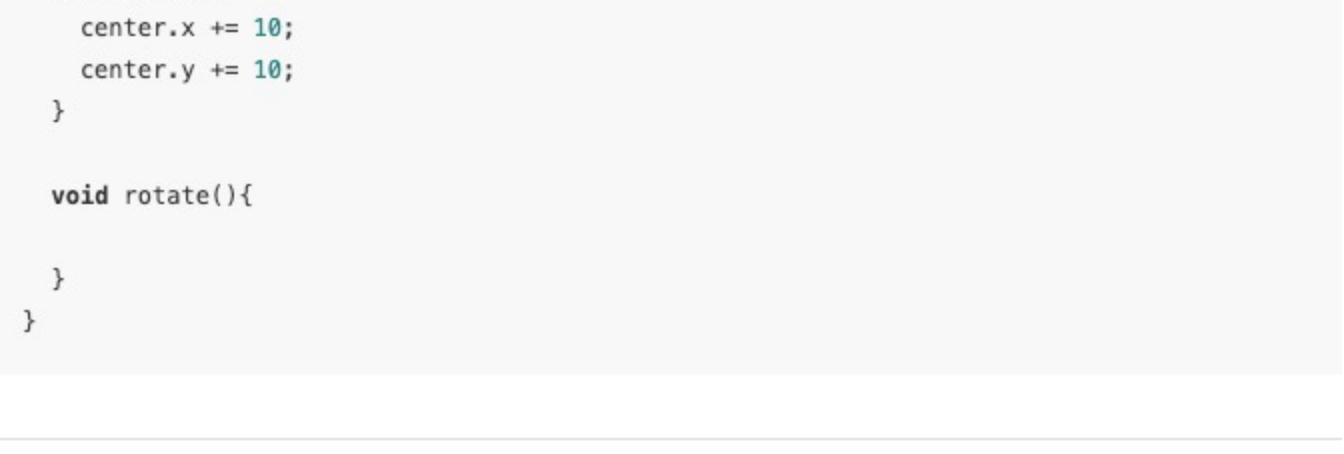 center.x += 10;
center.y += 10;
}
void rotate(){
}
}